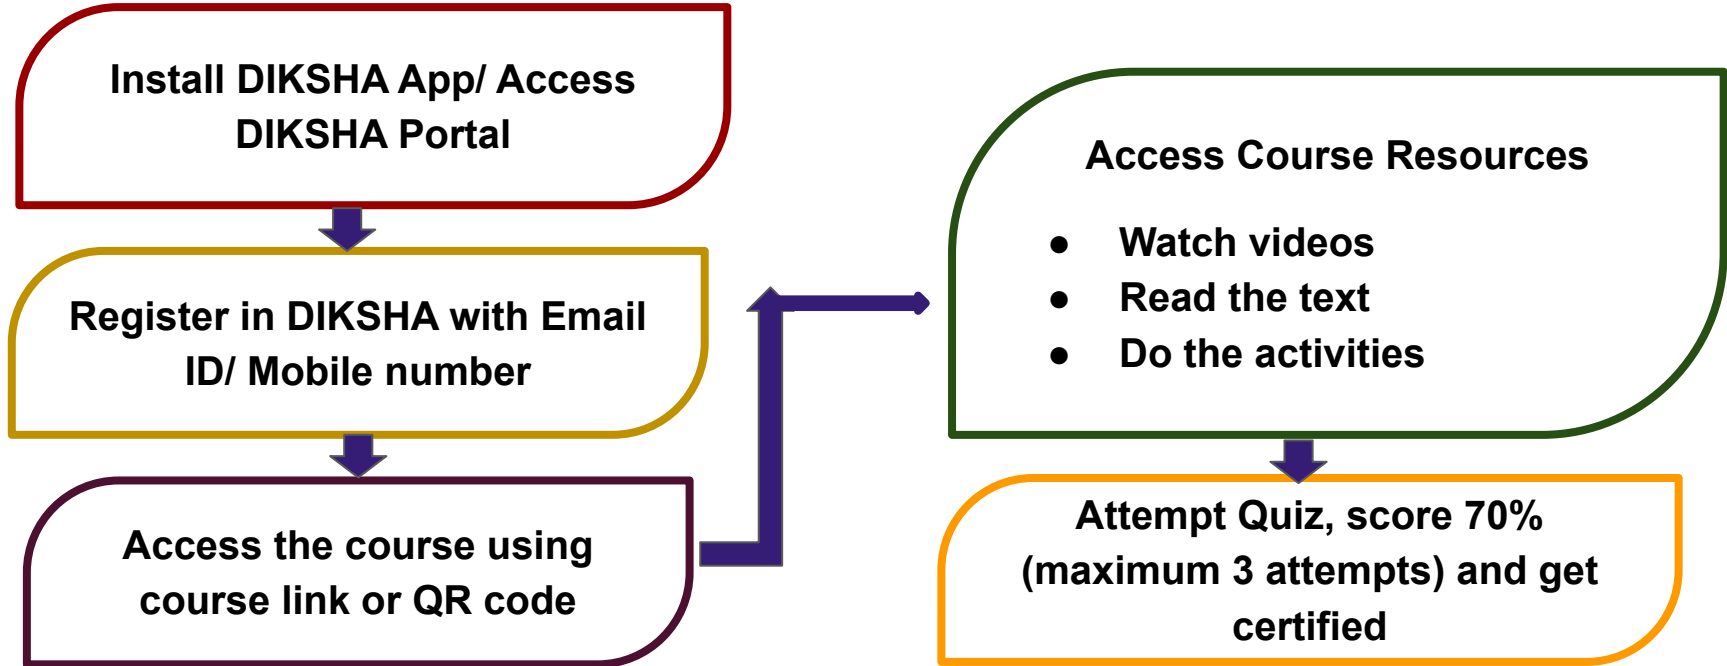 Install DIKSHA App/ Access
DIKSHA Portal
Register in DIKSHA with Email
ID/ Mobile number
Access the course using
course link or QR code
Access Course Resources
● Watch videos
● Read the text
● Do the activities
Attempt Quiz, score 70%
(maximum 3 attempts) and get
certified